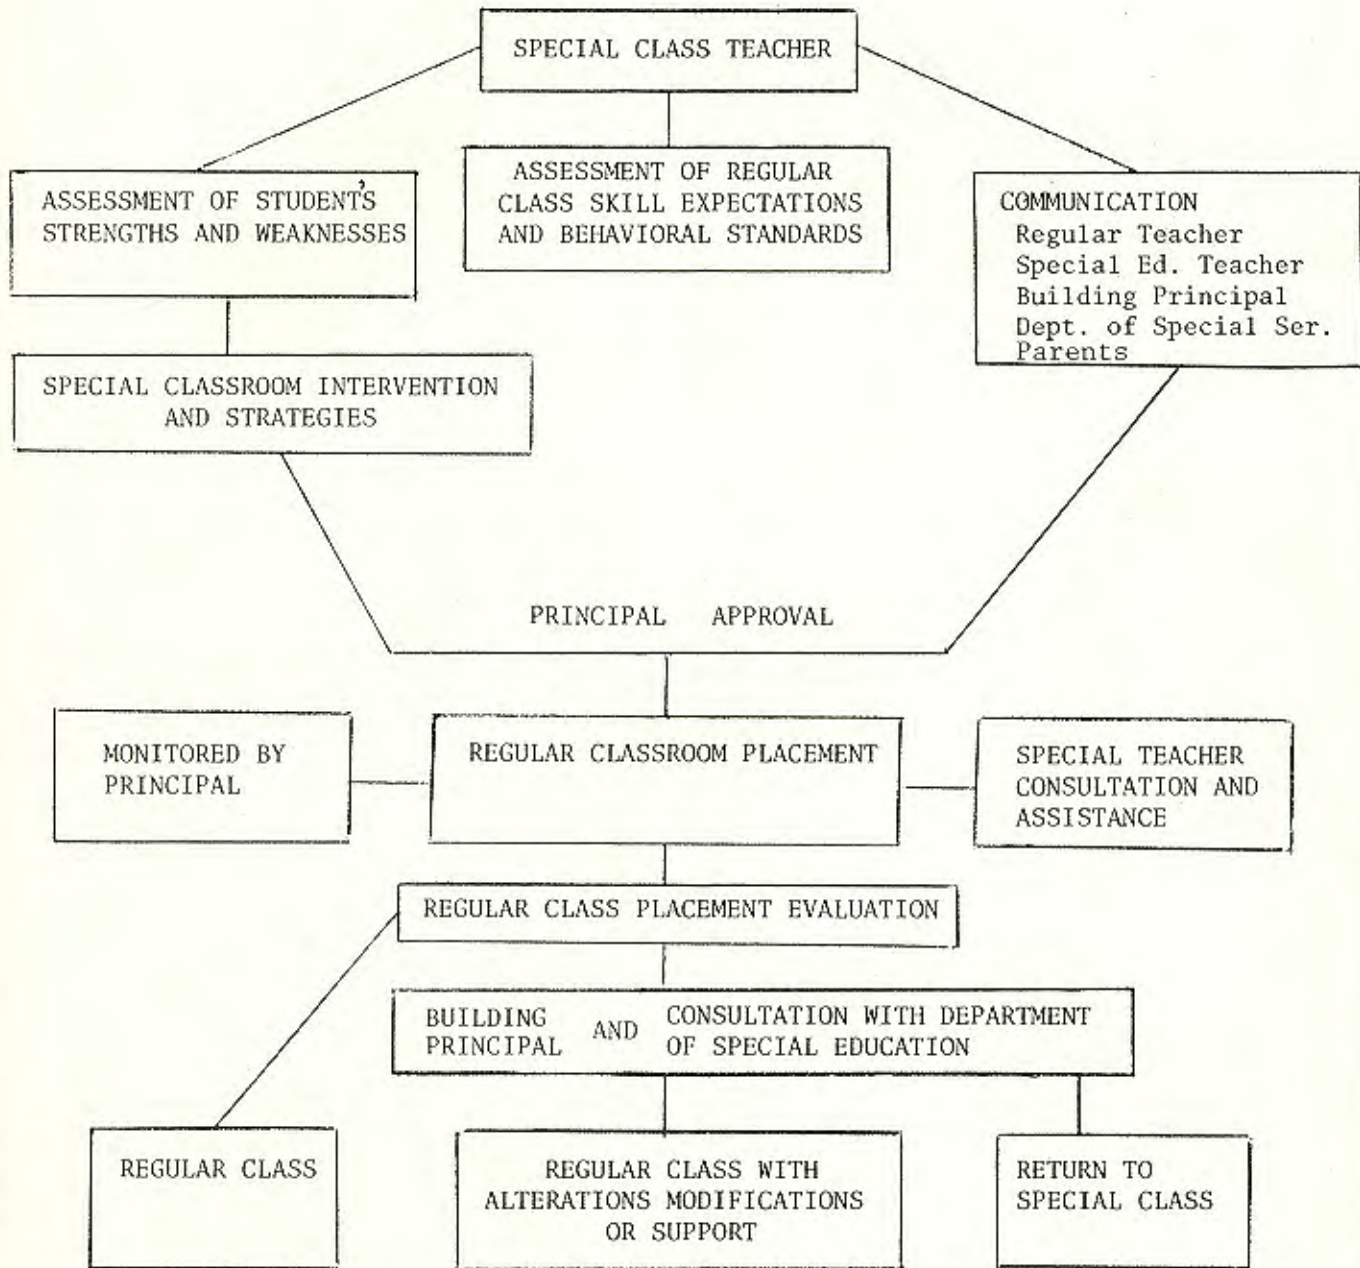 SPECIAL CLASS TEACHER
ASSESSMENT OF STUDENT'S
STRENGTHS AND WEAKNESSES
ASSESSMENT OF REGULAR
CLASS SKILL EXPECTATIONS
AND BEHAVIORAL STANDARDS
COMMUNICATION
Regular Teacher
Special Ed. Teacher
Building Principal
Dept. of Special Ser.
Parents
SPECIAL CLASSROOM INTERVENTION
AND STRATEGIES
PRINCIPAL APPROVAL
MONITORED BY
PRINCIPAL
REGULAR CLASSROOM PLACEMENT
SPECIAL TEACHER
CONSULTATION AND
ASSISTANCE
REGULAR CLASS PLACEMENT EVALUATION
BUILDING
PRINCIPAL
AND
CONSULTATION WITH DEPARTMENT
OF SPECIAL EDUCATION
REGULAR CLASS
REGULAR CLASS WITH
ALTERATIONS MODIFICATIONS
OR SUPPORT
RETURN TO
SPECIAL CLASS